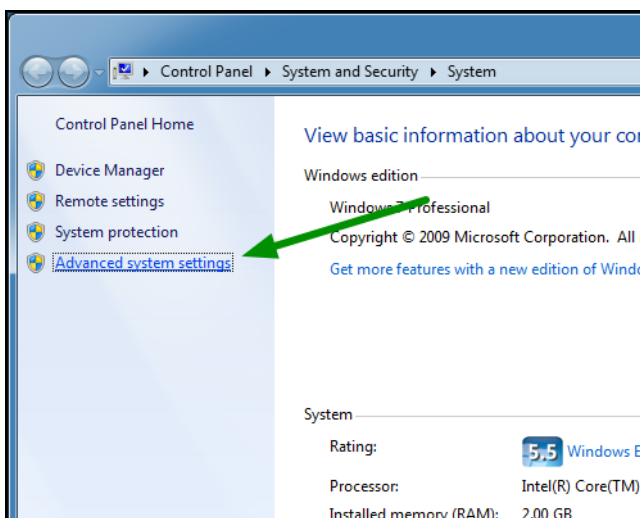 Control Panel ▸ System and Security ▸ System
Control Panel Home
Device Manager
Remote settings
System protection
Advanced system settings
View basic information about your
Windows edition
Windows 7 Professional
Copyright © 2009 Microsoft Corporation. All
Get more features with a new edition of
System
Rating:
5.5 Windows
Processor: Intel(R) Core(TM)
Installed memory (RAM): 2.00 GB